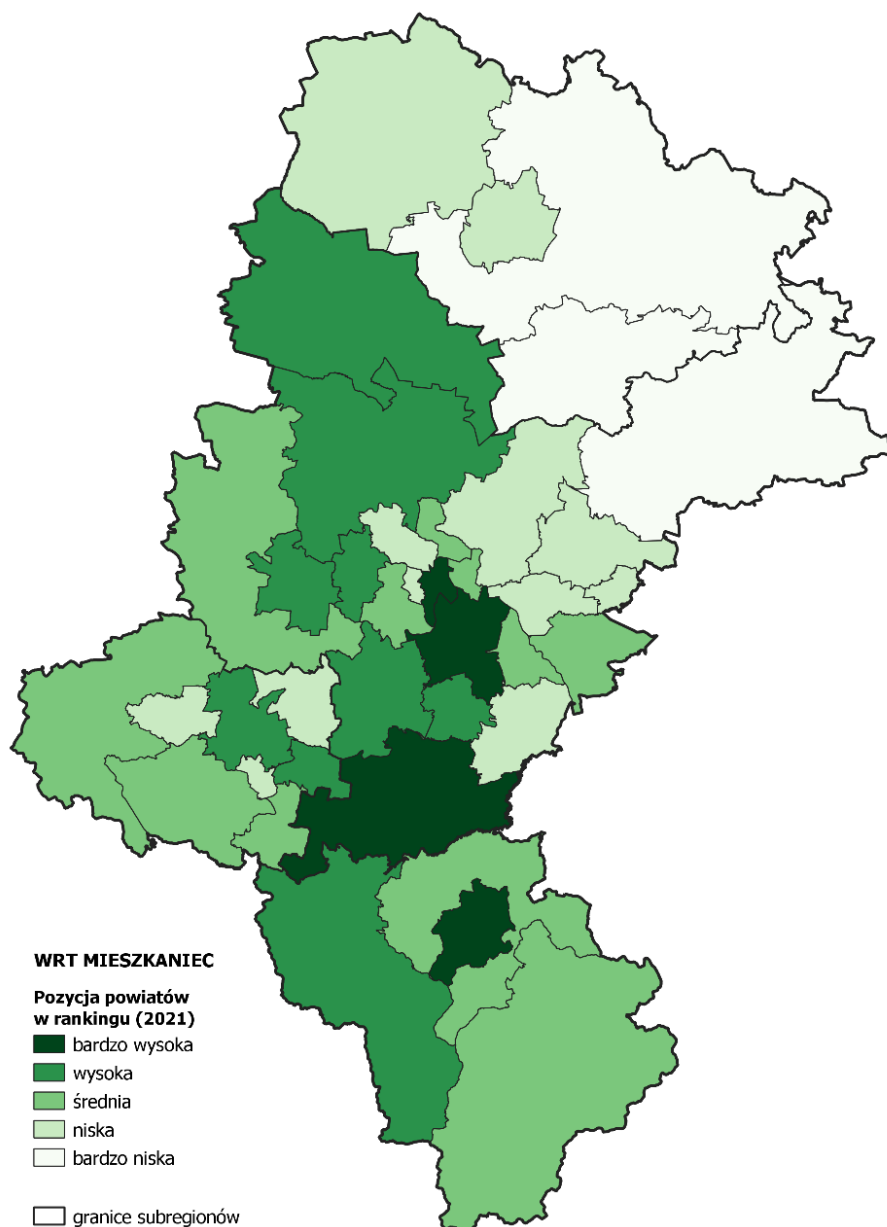 WRT MIESZKANIEC
Pozycja powiatów
w rankingu (2021)
bardzo wysoka
wysoka
średnia
niska
bardzo niska
granice subregionów